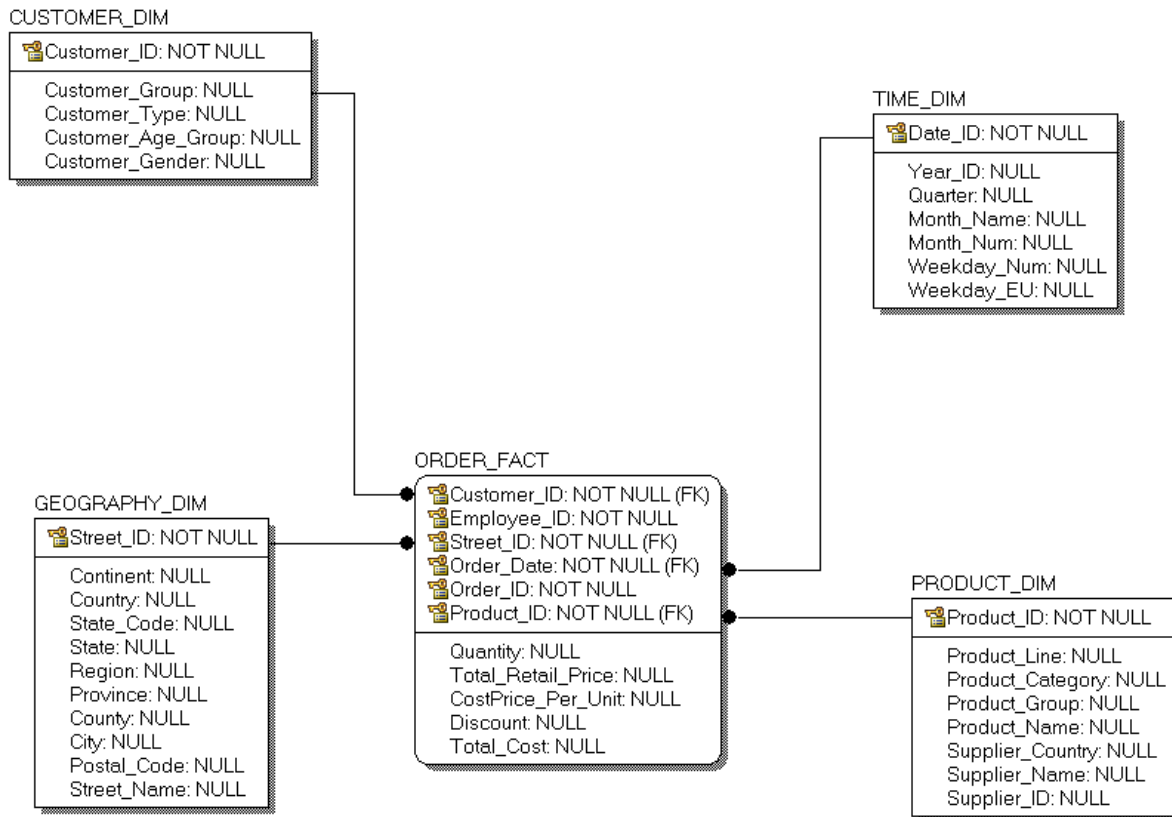 CUSTOMER_DIM
Customer_ID: NOT NULL
Customer_Group: NULL
Customer_Type: NULL
Customer_Age_Group: NULL
Customer_Gender: NULL
TIME_DIM
Date_ID: NOT NULL
Year_ID: NULL
Quarter: NULL
Month_Name: NULL
Month_Num: NULL
Weekday_Num: NULL
Weekday_EU: NULL
ORDER_FACT
Customer_ID: NOT NULL (FK)
Employee_ID: NOT NULL
Street_ID: NOT NULL (FK)
Order_Date: NOT NULL (FK)
Order_ID: NOT NULL
Product_ID: NOT NULL (FK)
Quantity: NULL
Total_Retail_Price: NULL
CostPrice_Per_Unit: NULL
Discount: NULL
Total_Cost: NULL
GEOGRAPHY_DIM
Street_ID: NOT NULL
Continent: NULL
Country: NULL
State_Code: NULL
State: NULL
Region: NULL
Province: NULL
County: NULL
City: NULL
Postal_Code: NULL
Street_Name: NULL
PRODUCT_DIM
Product_ID: NOT NULL
Product_Line: NULL
Product_Category: NULL
Product_Group: NULL
Product_Name: NULL
Supplier_Country: NULL
Supplier_Name: NULL
Supplier_ID: NULL